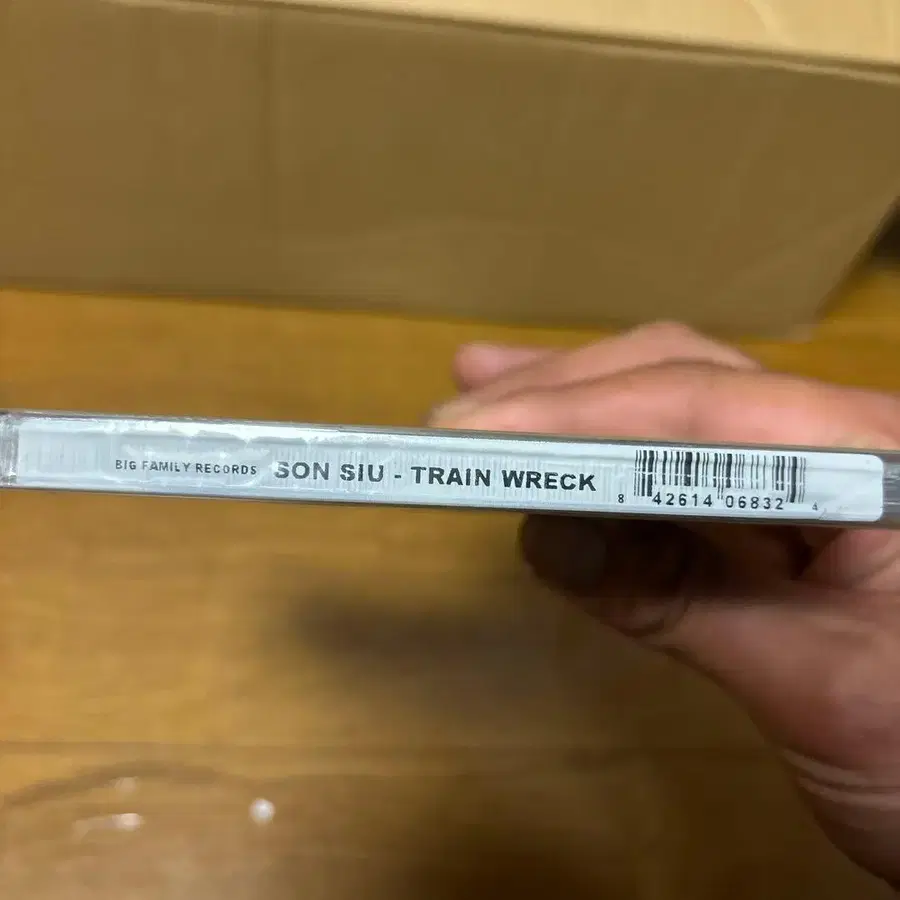 BIG FAMILY RECORDS SON SIU - TRAIN WRECK
8 42614 06832 4